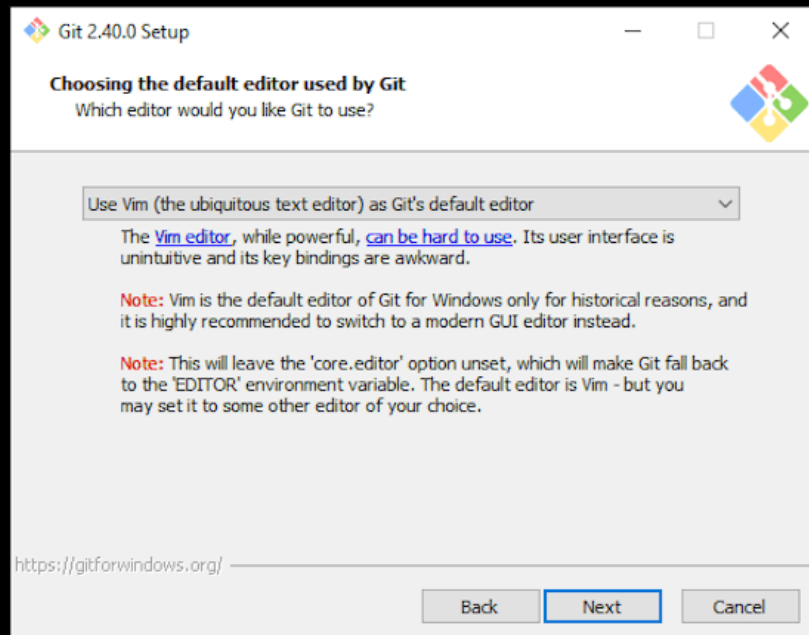 Git 2.40.0 Setup
Choosing the default editor used by Git
Which editor would you like Git to use?
Use Vim (the ubiquitous text editor) as Git's default editor
The Vim editor, while powerful, can be hard to use. Its user interface is
unintuitive and its key bindings are awkward.
Note: Vim is the default editor of Git for Windows only for historical reasons, and
it is highly recommended to switch to a modern GUI editor instead.
Note: This will leave the 'core.editor' option unset, which will make Git fall back
to the 'EDITOR' environment variable. The default editor is Vim - but you
may set it to some other editor of your choice.
https://gitforwindows.org/
Back Next Cancel